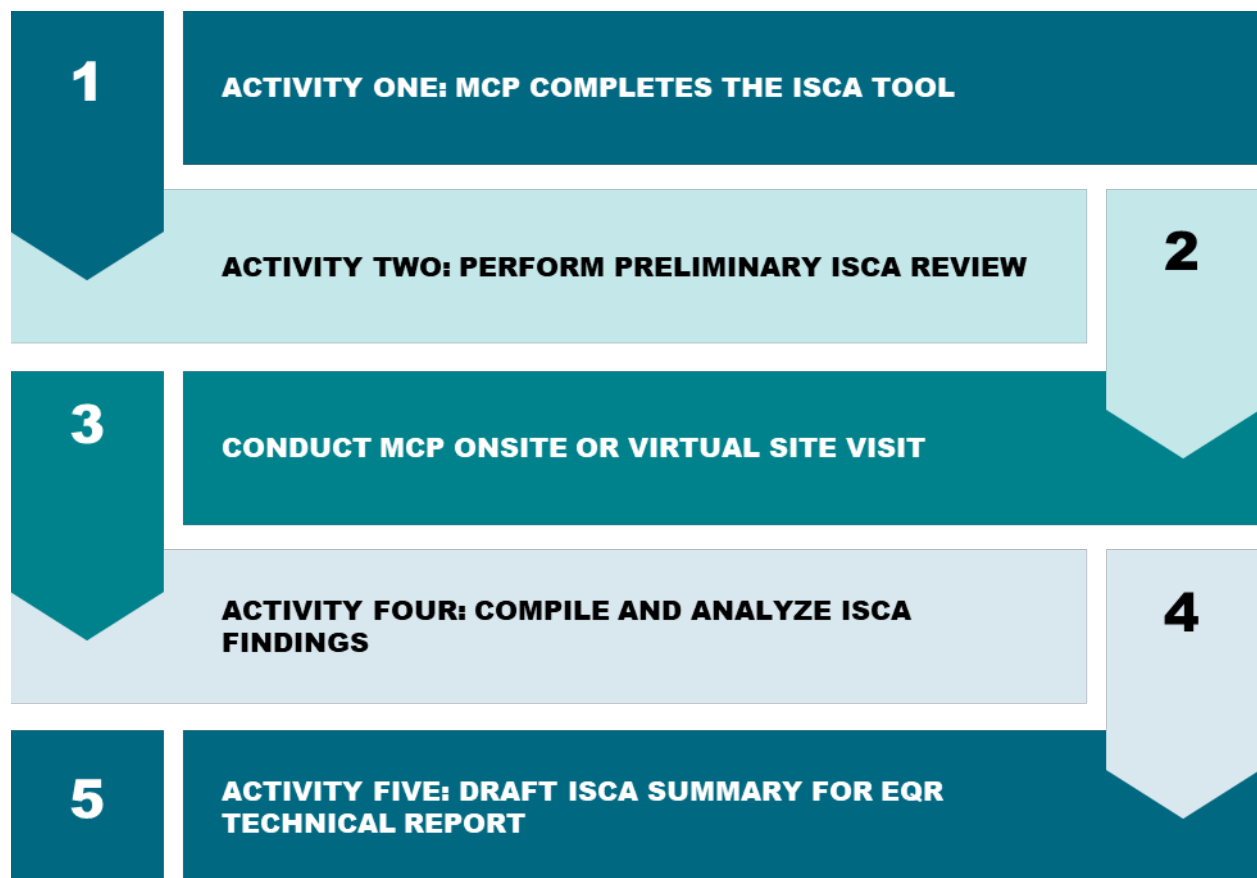 1
ACTIVITY ONE: MCP COMPLETES THE ISCA TOOL
ACTIVITY TWO: PERFORM PRELIMINARY ISCA REVIEW
2
3
CONDUCT MCP ONSITE OR VIRTUAL SITE VISIT
ACTIVITY FOUR: COMPILE AND ANALYZE ISCA
FINDINGS
4
5
ACTIVITY FIVE: DRAFT ISCA SUMMARY FOR EQR
TECHNICAL REPORT